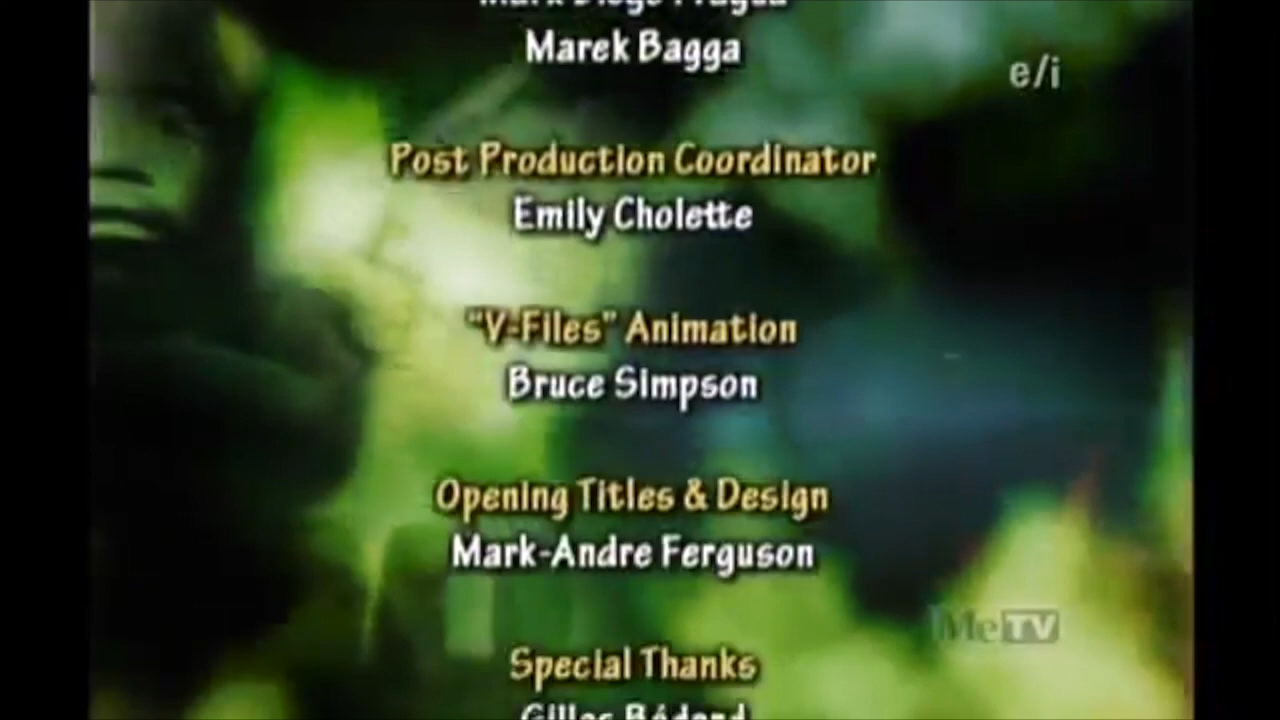 Marek Bagga
e/i
Post Production Coordinator
Emily Cholette
"V-Files" Animation
Bruce Simpson
Opening Titles & Design
Mark-Andre Ferguson
MeTV
Special Thanks